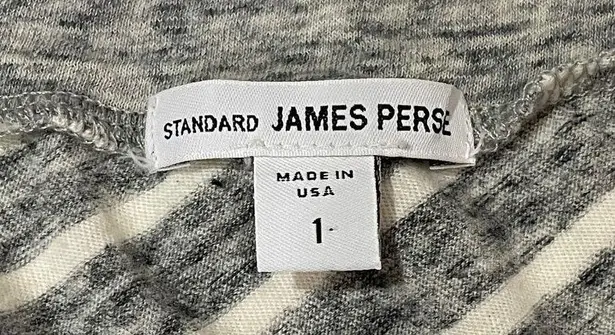 STANDARD JAMES PERSE
MADE IN
USA
1